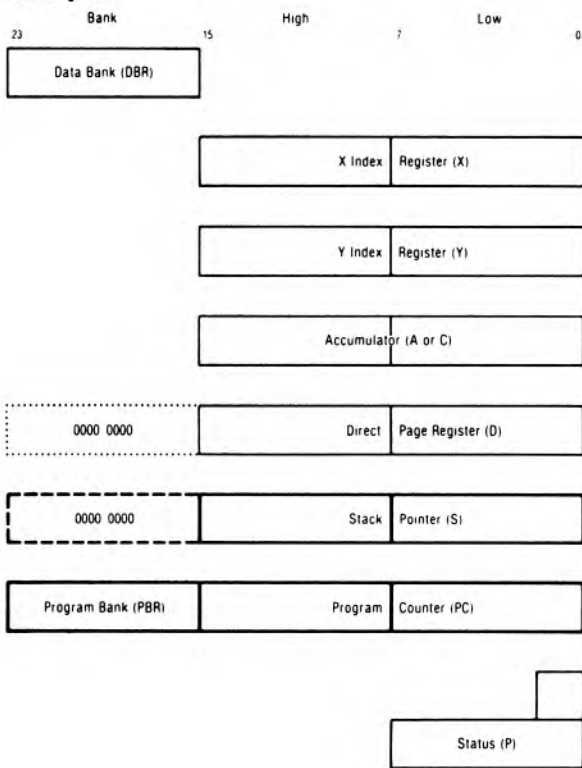 Bank High Low
23 15 7 0
Data Bank (DBR)
X Index Register (X)
Y Index Register (Y)
Accumulator (A or C)
0000 0000 Direct Page Register (D)
0000 0000 Stack Pointer (S)
Program Bank (PBR) Program Counter (PC)
Status (P)